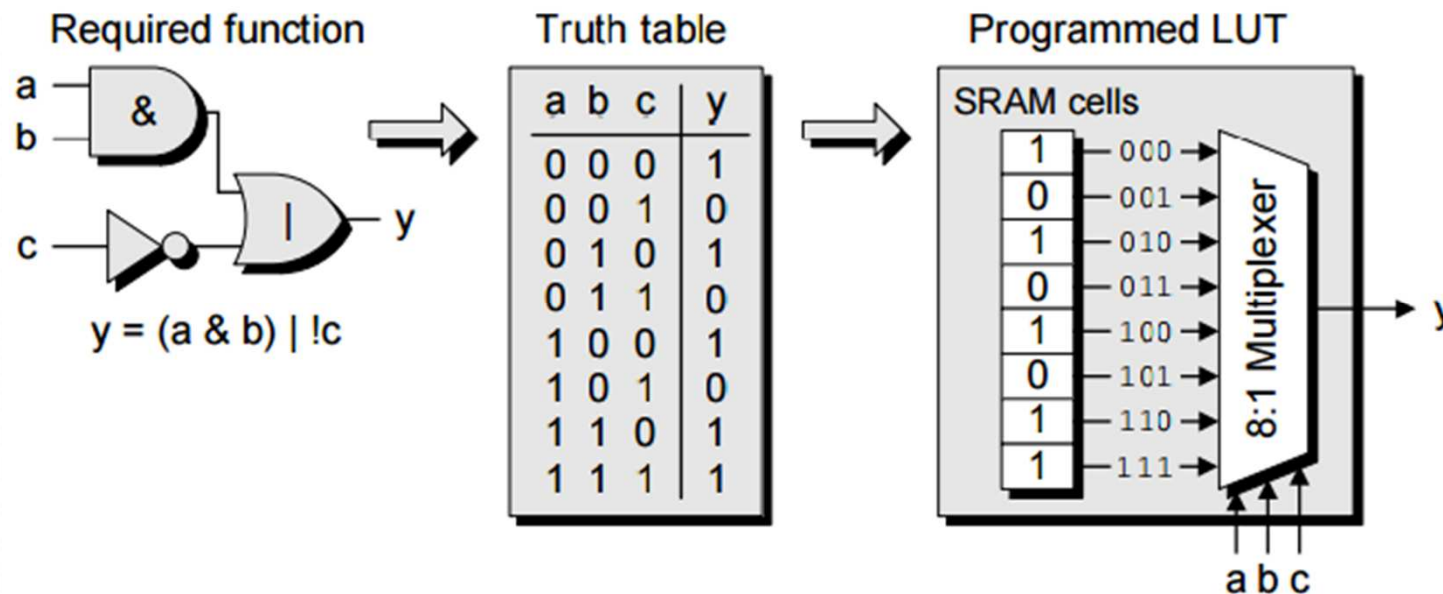 Required function
a
b
&
c
|
y
y = (a & b) | !c
Truth table
a b c y
0 0 0 1
0 0 1 0
0 1 0 1
0 1 1 0
1 0 0 1
1 0 1 0
1 1 0 1
1 1 1 1
Programmed LUT
SRAM cells
1 000
0 001
1 010
0 011
1 100
0 101
1 110
1 111
8:1 Multiplexer
y
a b c